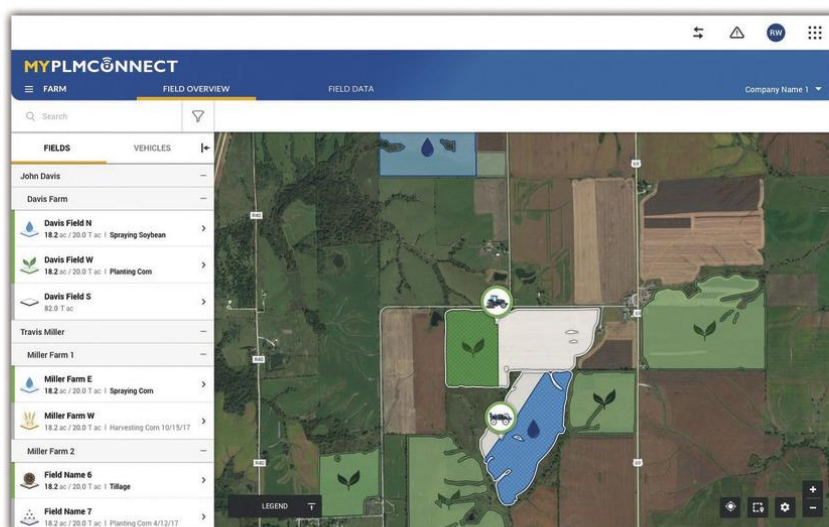 RW
MYPLMCONNECT
FARM
FIELD OVERVIEW
FIELD DATA
Company Name 1
Search
FIELDS
VEHICLES
John Davis
Davis Farm
Davis Field N
18.2 ac / 20.0 T ac | Spraying Soybean
Davis Field W
18.2 ac / 20.0 T ac | Planting Corn
Davis Field S
82.0 T ac
Travis Miller
Miller Farm 1
Miller Farm E
18.2 ac / 20.0 T ac | Spraying Corn
Miller Farm W
18.2 ac / 20.0 T ac | Harvesting Corn 10/15/17
Miller Farm 2
Field Name 6
18.2 ac / 20.0 T ac | Tillage
Field Name 7
18.2 ac / 20.0 T ac | Planting Corn 4/12/17
R40
R40
R40
LEGEND